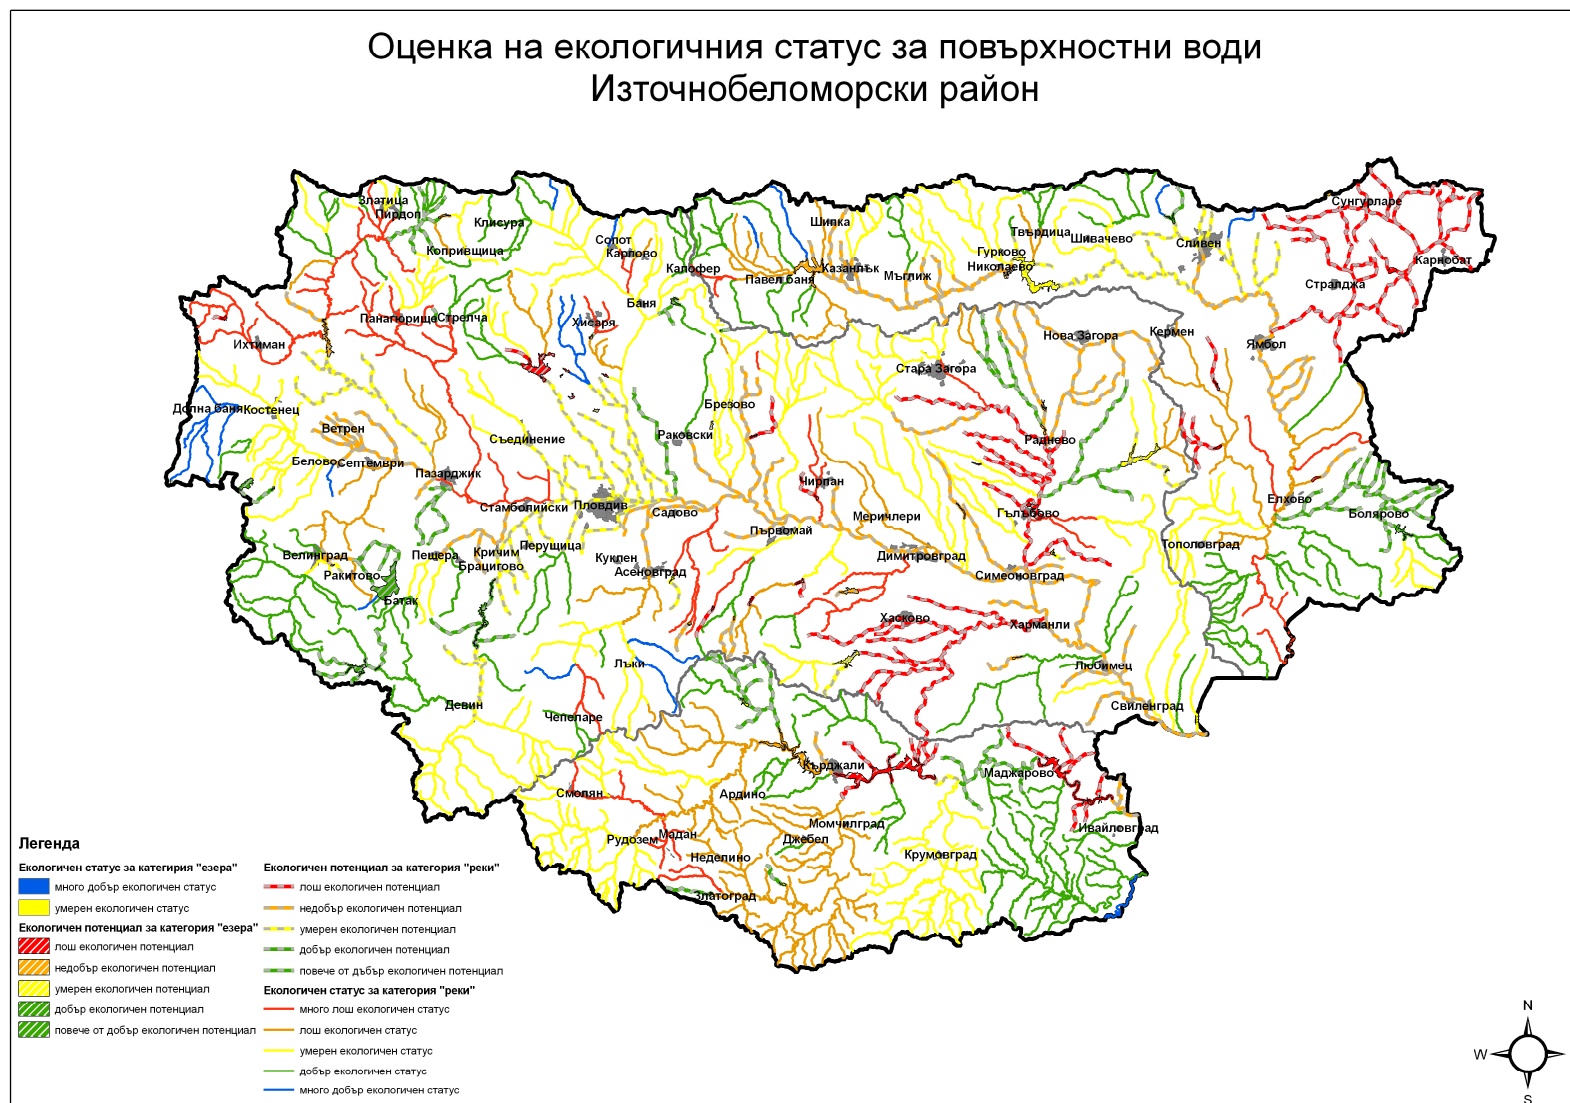 Оценка на екологичния статус за повърхностни води
Източнобеломорски район
Златица
Пирдоп
Клисура
Копривщица
Сопот
Карлово
Калофер
Шипка
Павел баня
Казанлък
Мъглиж
Гурково
Николаево
Твърдица
Шивачево
Сливен
Сунгурларе
Карнобат
Стралджа
Баня
Панагюрище
Стрелча
Хисаря
Ихтиман
Нова Загора
Кермен
Ямбол
Стара Загора
Долна баня
Костенец
Брезово
Ветрен
Съединение
Раковски
Раднево
Белово
Септември
Пазарджик
Чирпан
Елхово
Стамболийски
Пловдив
Садово
Меричлери
Гълъбово
Болярово
Първомай
Велинград
Пещера
Кричим
Перущица
Брацигово
Куклен
Асеновград
Димитровград
Симеоновград
Тополовград
Ракитово
Батак
Хасково
Харманли
Лъки
Любимец
Девин
Чепеларе
Свиленград
Кърджали
Маджарово
Смолян
Ардино
Момчилград
Ивайловград
Рудозем
Мадан
Джебел
Неделино
Крумовград
Златоград
Легенда
Екологичен статус за категирия "езера"
много добър екологичен статус
умерен екологичен статус
Екологичен потенциал за категория "езера"
лош екологичен потенциал
недобър екологичен потенциал
умерен екологичен потенциал
добър екологичен потенциал
повече от добър екологичен потенциал
Екологичен потенциал за категория "реки"
лош екологичен потенциал
недобър екологичен потенциал
умерен екологичен потенциал
добър екологичен потенциал
повече от дъбър екологичен потенциал
Екологичен статус за категория "реки"
много лош екологичен статус
лош екологичен статус
умерен екологичен статус
добър екологичен статус
много добър екологичен статус
N
W
S